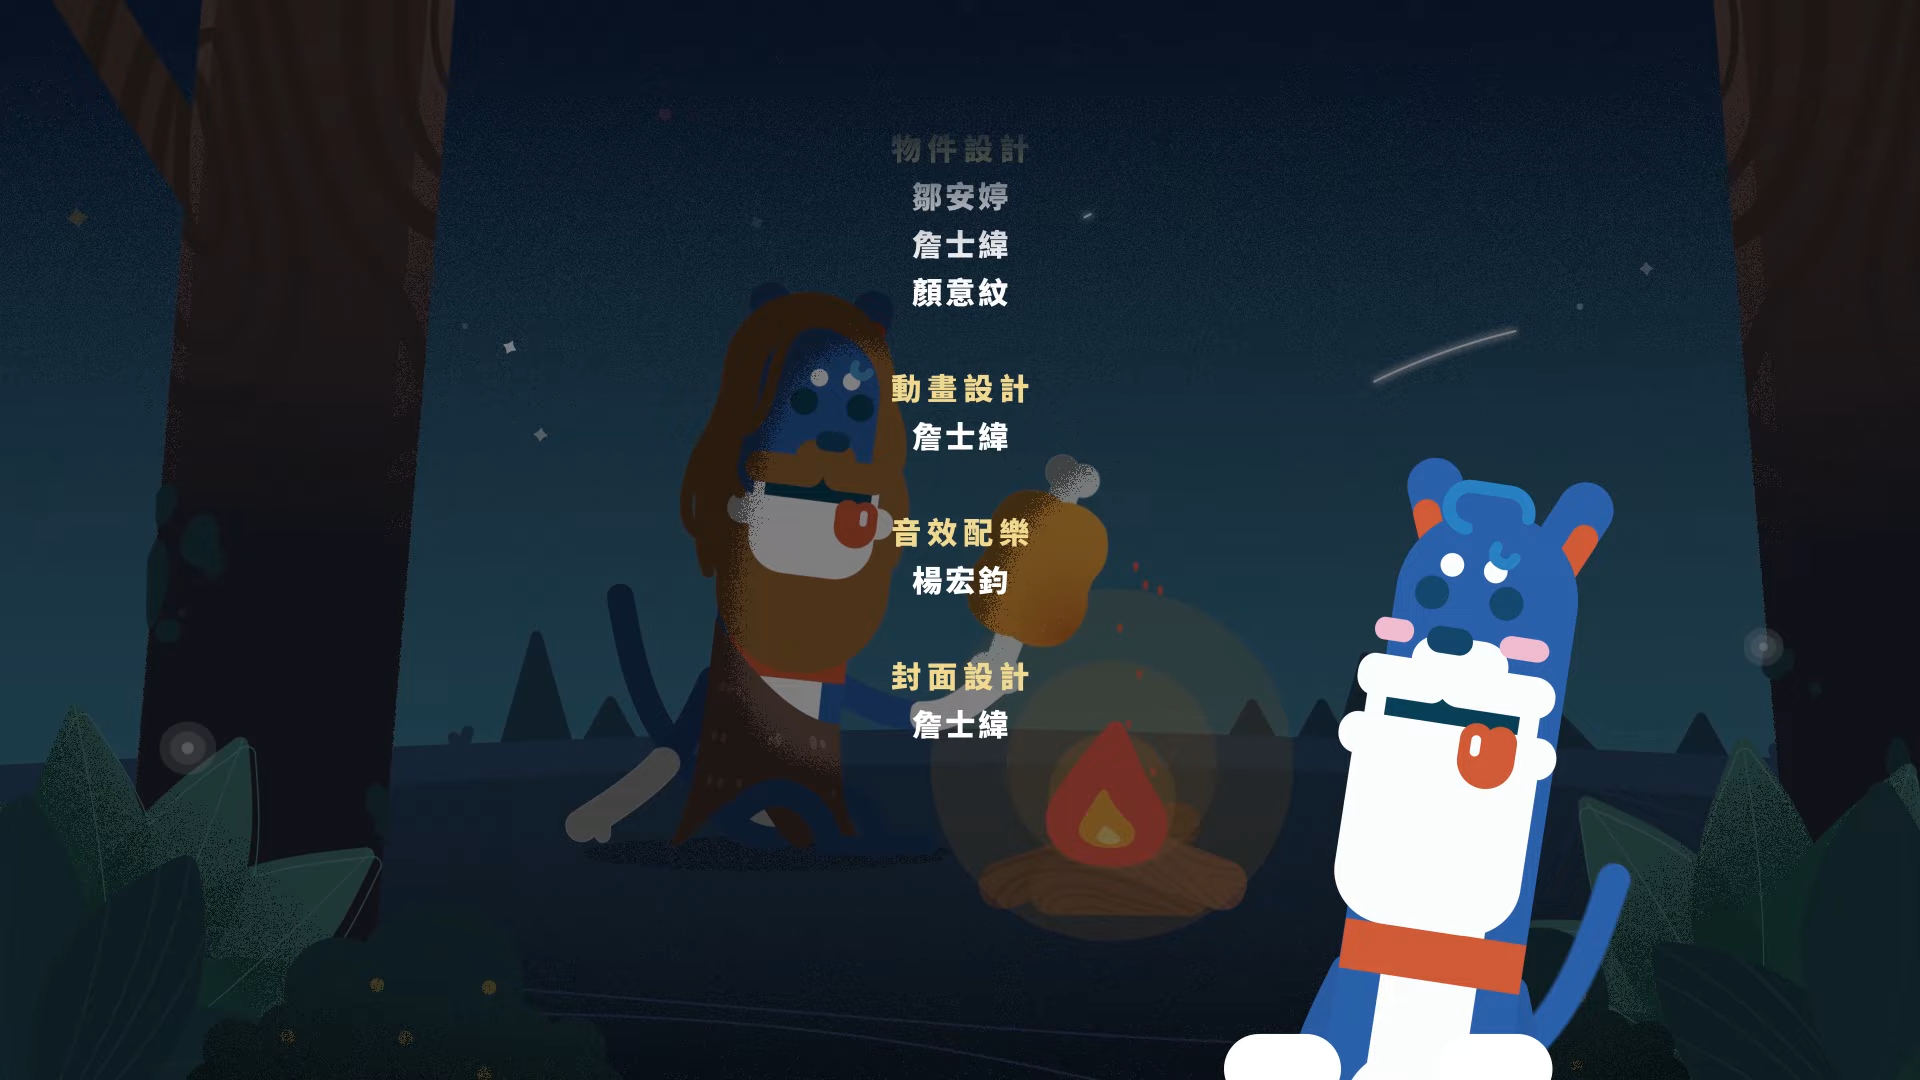 物件設計
鄒安婷
詹士緯
顏意紋
動畫設計
詹士緯
音效配樂
楊宏鈞
封面設計
詹士緯